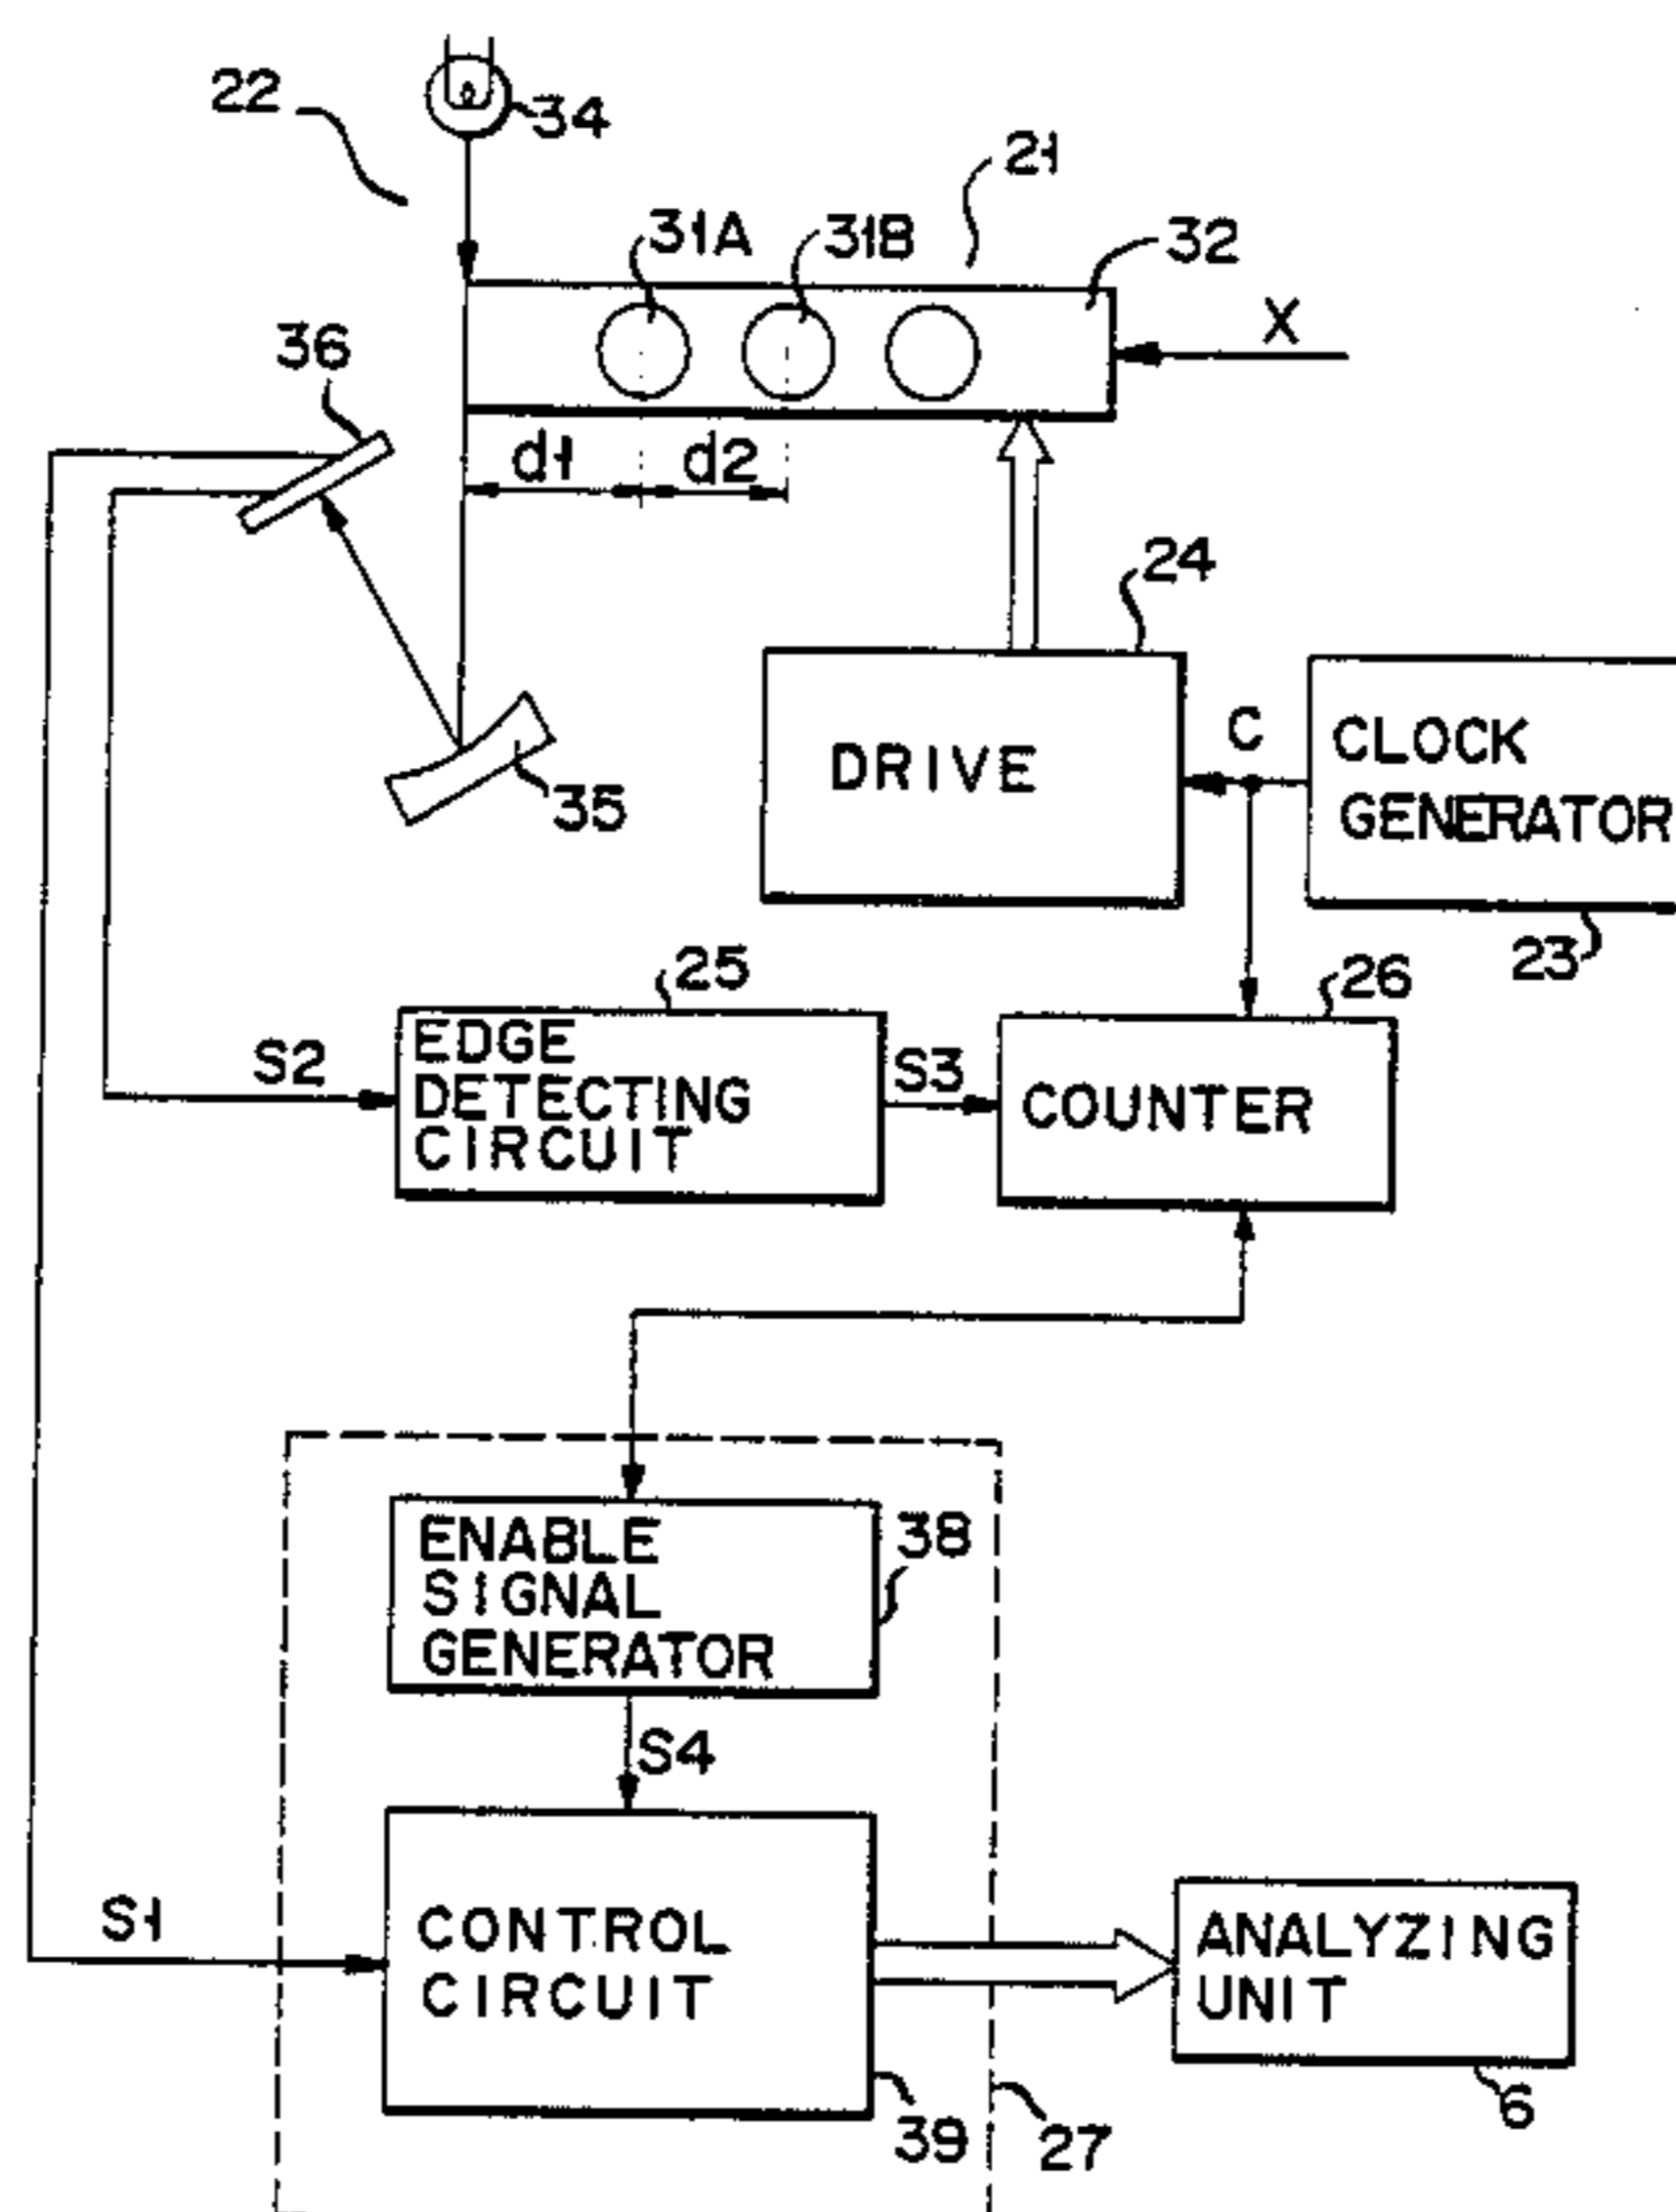 22
34
21
31A
31B
32
X
36
d1
d2
24
DRIVE
C
CLOCK
GENERATOR
23
35
25
26
EDGE
DETECTING
CIRCUIT
S2
S3
COUNTER
ENABLE
SIGNAL
GENERATOR
38
S4
S1
CONTROL
CIRCUIT
ANALYZING
UNIT
39
27
6